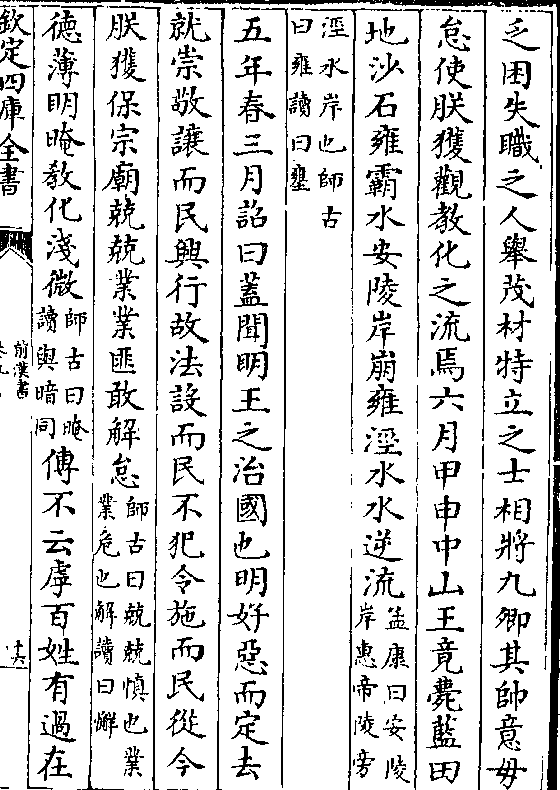 乏困失職之人舉茂材特立之士相將九卿其帥意毋
怠使朕獲觀教化之流焉六月甲申中山王竟薨藍田
地沙石雍霸水安陵岸崩雍涇水水逆流孟康曰安陵岸惠帝陵旁
涇水岸也師古曰雍讀曰壅
五年春三月詔曰蓋聞明王之治國也明好惡而定去
就崇敬讓而民興行故法設而民不犯令施而民從今
朕獲保宗廟兢兢業業匪敢解怠師古曰兢兢慎也業業危也解讀曰懈
德薄明晻教化淺微師古曰晻讀與暗同傳不云虖百姓有過在
欽定四庫全書
前漢書
十六